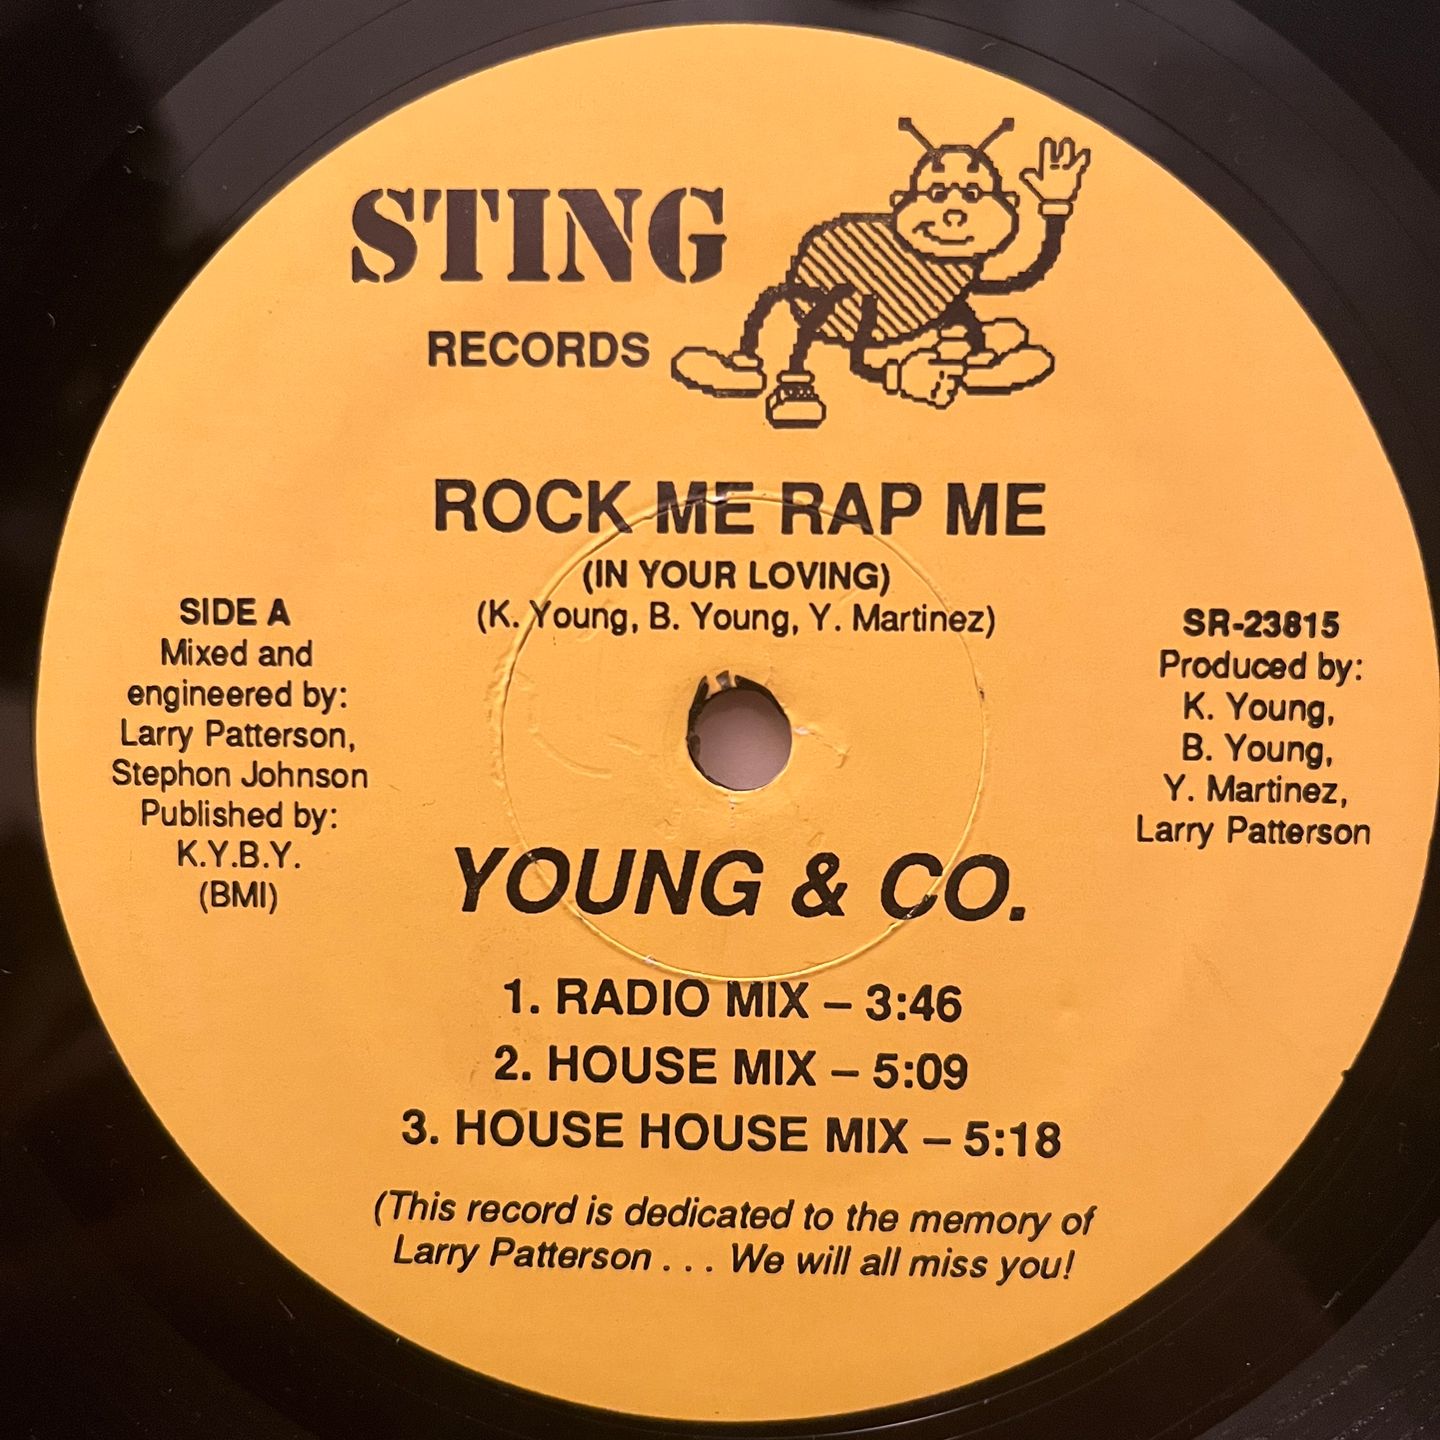 STING
RECORDS
ROCK ME RAP ME
(IN YOUR LOVING)
(K. Young, B. Young, Y. Martinez)
SIDE A
Mixed and
engineered by:
Larry Patterson,
Stephon Johnson
Published by:
K.Y.B.Y.
(BMI)
SR-23815
Produced by:
K. Young,
B. Young,
Y. Martinez,
Larry Patterson
YOUNG & CO.
1. RADIO MIX – 3:46
2. HOUSE MIX – 5:09
3. HOUSE HOUSE MIX – 5:18
(This record is dedicated to the memory of
Larry Patterson . . . We will all miss you!